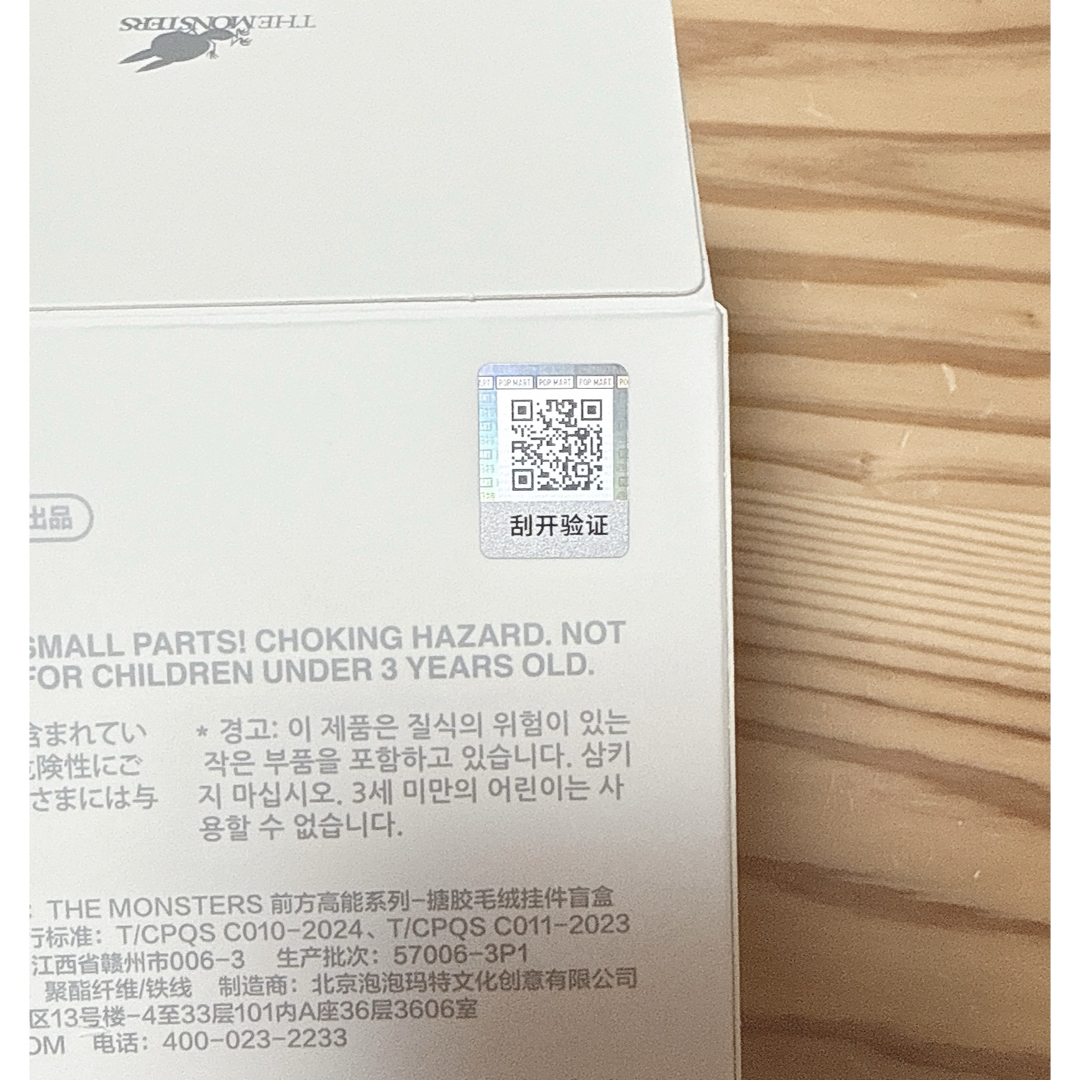 THE MONSTERS
POP MART POP MART POP MART
刮开验证
出品
SMALL PARTS! CHOKING HAZARD. NOT
FOR CHILDREN UNDER 3 YEARS OLD.
含まれてい
険性にご
さまには与
* 경고: 이 제품은 질식의 위험이 있는
작은 부품을 포함하고 있습니다. 삼키
지 마십시오. 3세 미만의 어린이는 사
용할 수 없습니다.
: THE MONSTERS 前方高能系列-搪胶毛绒挂件盲盒
行标准: T/CPQS C010-2024、T/CPQS C011-2023
江西省赣州市006-3 生产批次: 57006-3P1
聚酯纤维/铁线 制造商: 北京泡泡玛特文化创意有限公司
区13号楼-4至33层101内A座36层3606室
OM 电话: 400-023-2233